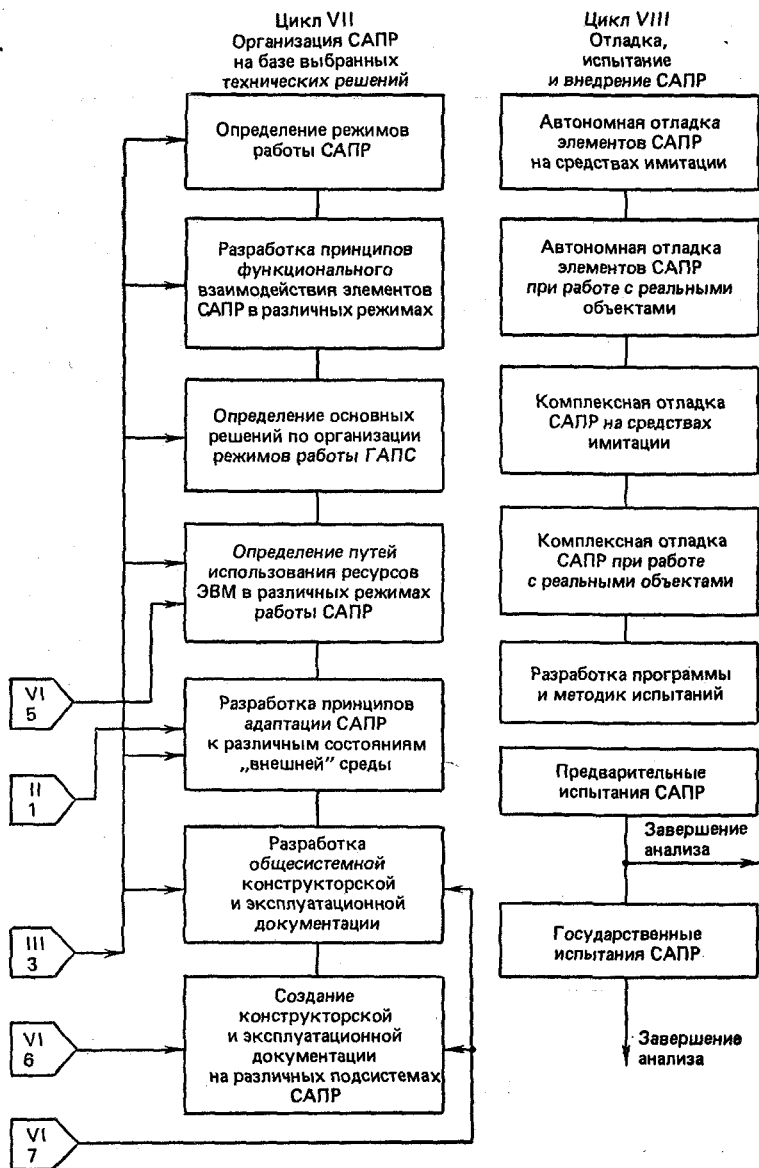 Цикл VII
Организация САПР
на базе выбранных
технических решений
Определение режимов
работы САПР
Разработка принципов
функционального
взаимодействия элементов
САПР в различных режимах
Определение основных
решений по организации
режимов работы ГАПС
Определение путей
использования ресурсов
ЭВМ в различных режимах
работы САПР
VI
5
Разработка принципов
адаптации САПР
к различным состояниям
„внешней” среды
II
1
Разработка
общесистемной
конструкторской
и эксплуатационной
документации
III
3
Создание
конструкторской
и эксплуатационной
документации
на различных подсистемах
САПР
VI
6
VI
7
Цикл VIII
Отладка,
испытание
и внедрение САПР
Автономная отладка
элементов САПР
на средствах имитации
Автономная отладка
элементов САПР
при работе с реальными
объектами
Комплексная отладка
САПР на средствах
имитации
Комплексная отладка
САПР при работе
с реальными объектами
Разработка программы
и методик испытаний
Предварительные
испытания САПР
Завершение
анализа
Государственные
испытания САПР
Завершение
анализа